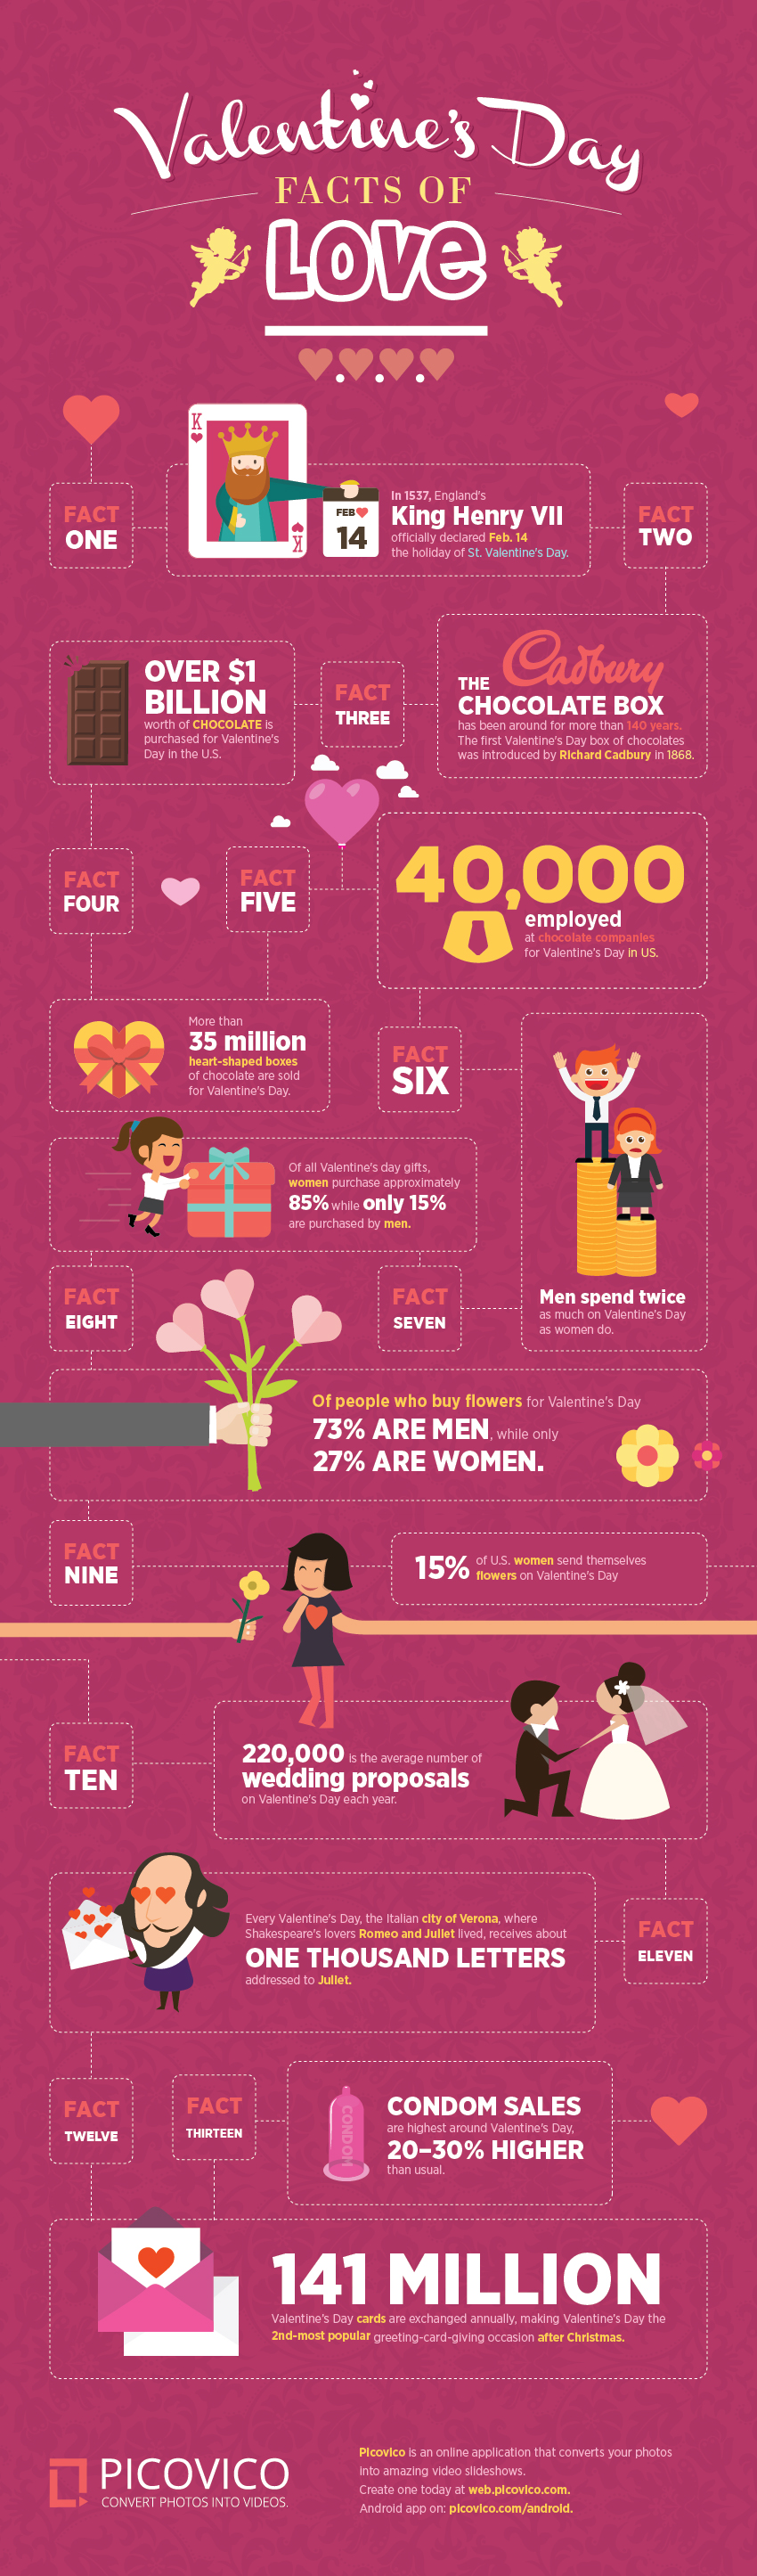 Valentine's Day
FACTS OF
LOVE
K
K
FEB
14
FACT
ONE
In 1537, England's
King Henry VII
officially declared Feb. 14
the holiday of St. Valentine's Day.
FACT
TWO
Cadbury
THE
CHOCOLATE BOX
has been around for more than 140 years.
The first Valentine's Day box of chocolates
was introduced by Richard Cadbury in 1868.
FACT
THREE
OVER $1
BILLION
worth of CHOCOLATE is
purchased for Valentine's
Day in the U.S.
FACT
FOUR
FACT
FIVE
40,000
employed
at chocolate companies
for Valentine's Day in US.
More than
35 million
heart-shaped boxes
of chocolate are sold
for Valentine's Day.
FACT
SIX
Of all Valentine's day gifts,
women purchase approximately
85% while only 15%
are purchased by men.
Men spend twice
as much on Valentine's Day
as women do.
FACT
EIGHT
FACT
SEVEN
Of people who buy flowers for Valentine's Day
73% ARE MEN, while only
27% ARE WOMEN.
FACT
NINE
15% of U.S. women send themselves
flowers on Valentine's Day
FACT
TEN
220,000 is the average number of
wedding proposals
on Valentine's Day each year.
Every Valentine's Day, the Italian city of Verona, where
Shakespeare's lovers Romeo and Juliet lived, receives about
ONE THOUSAND LETTERS
addressed to Juliet.
FACT
ELEVEN
FACT
TWELVE
FACT
THIRTEEN
CONDOM
CONDOM SALES
are highest around Valentine's Day,
20-30% HIGHER
than usual.
141 MILLION
Valentine's Day cards are exchanged annually, making Valentine's Day the
2nd-most popular greeting-card-giving occasion after Christmas.
PICOVICO
CONVERT PHOTOS INTO VIDEOS.
Picovico is an online application that converts your photos
into amazing video slideshows.
Create one today at web.picovico.com.
Android app on: picovico.com/android.